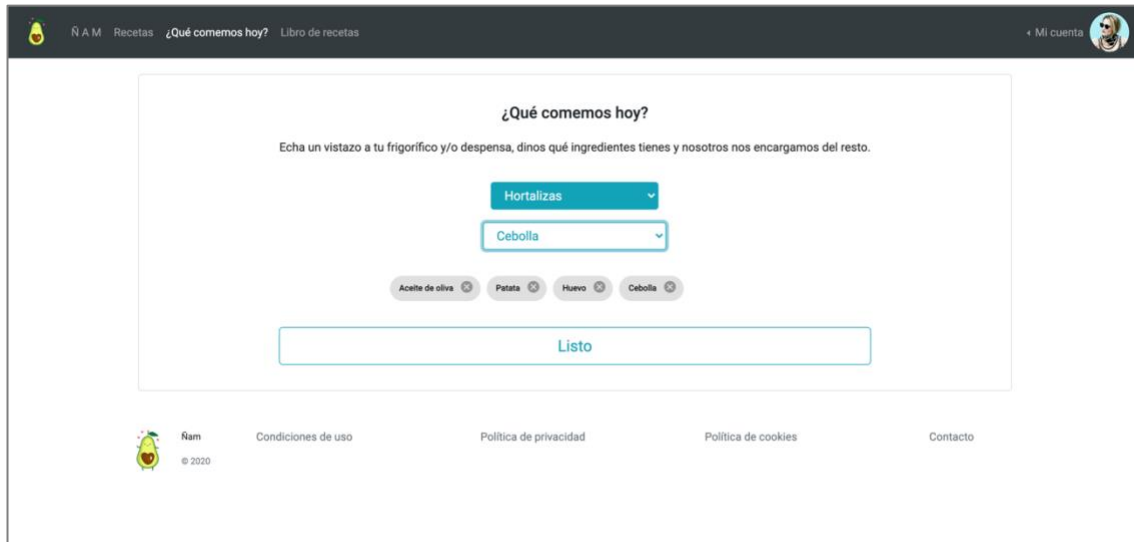 Ñ A M Recetas ¿Qué comemos hoy? Libro de recetas Mi cuenta
¿Qué comemos hoy?
Echa un vistazo a tu frigorífico y/o despensa, dinos qué ingredientes tienes y nosotros nos encargamos del resto.
Hortalizas
Cebolla
Aceite de oliva Patata Huevo Cebolla
Listo
Ñam Condiciones de uso Política de privacidad Política de cookies Contacto
© 2020